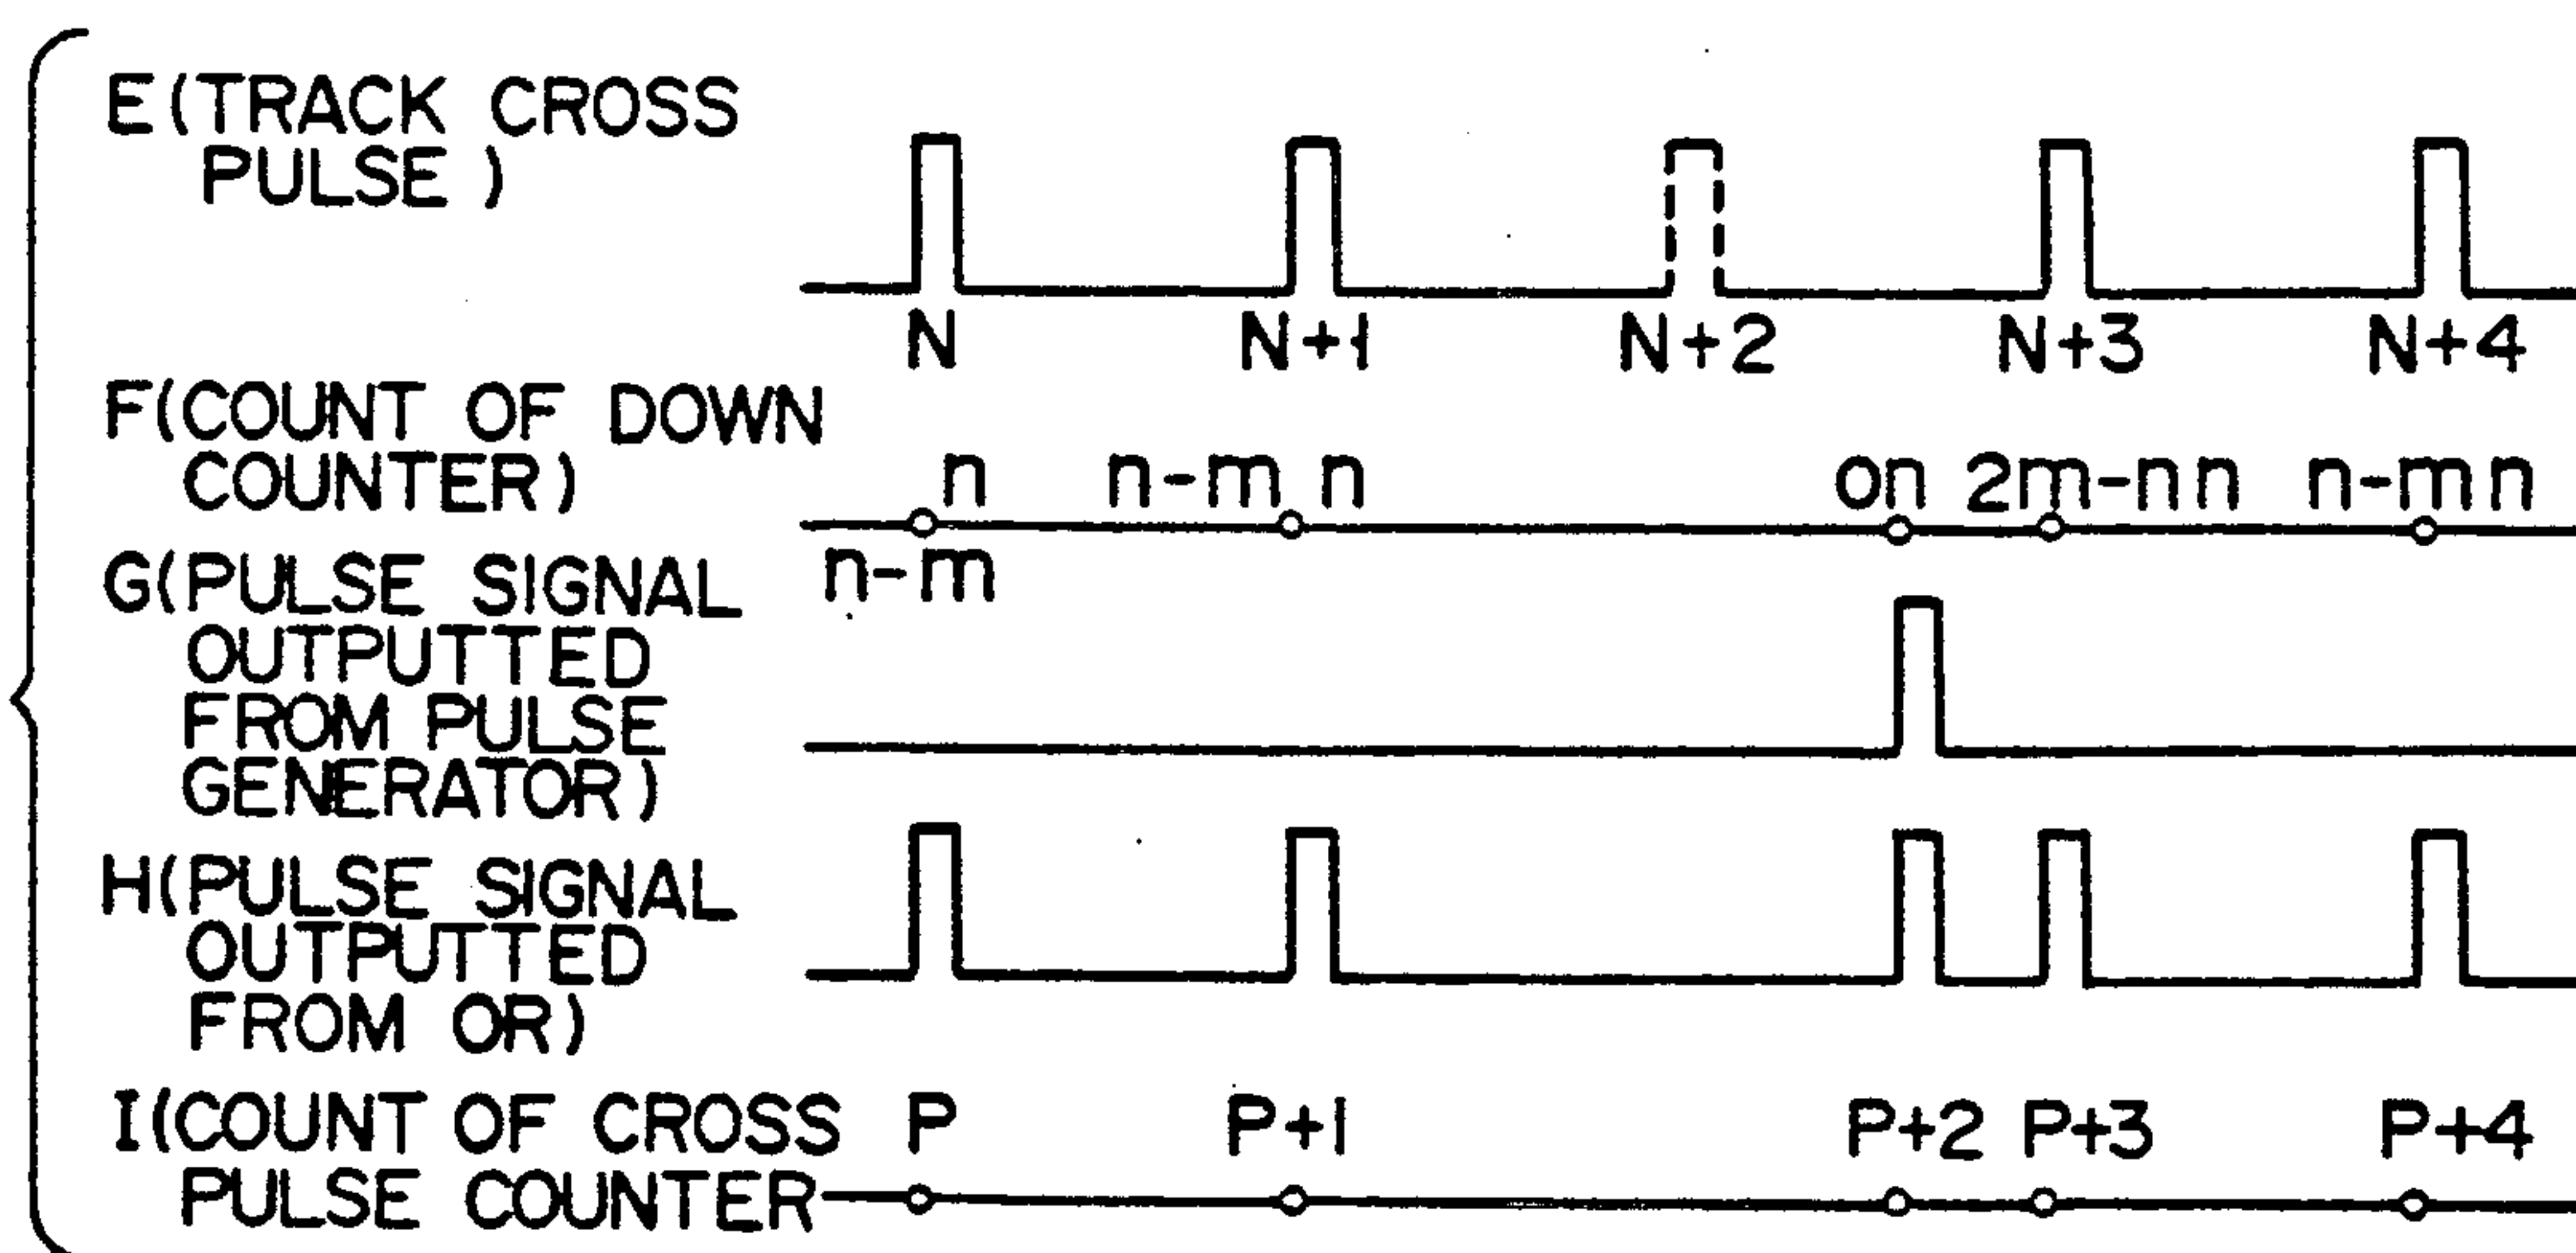 E(TRACK CROSS
PULSE)
N N+1 N+2 N+3 N+4
F(COUNT OF DOWN
COUNTER)
n n-m n on 2m-n n n-m n
n-m
G(PULSE SIGNAL
OUTPUTTED
FROM PULSE
GENERATOR)
H(PULSE SIGNAL
OUTPUTTED
FROM OR)
I(COUNT OF CROSS
PULSE COUNTER
P P+1 P+2 P+3 P+4